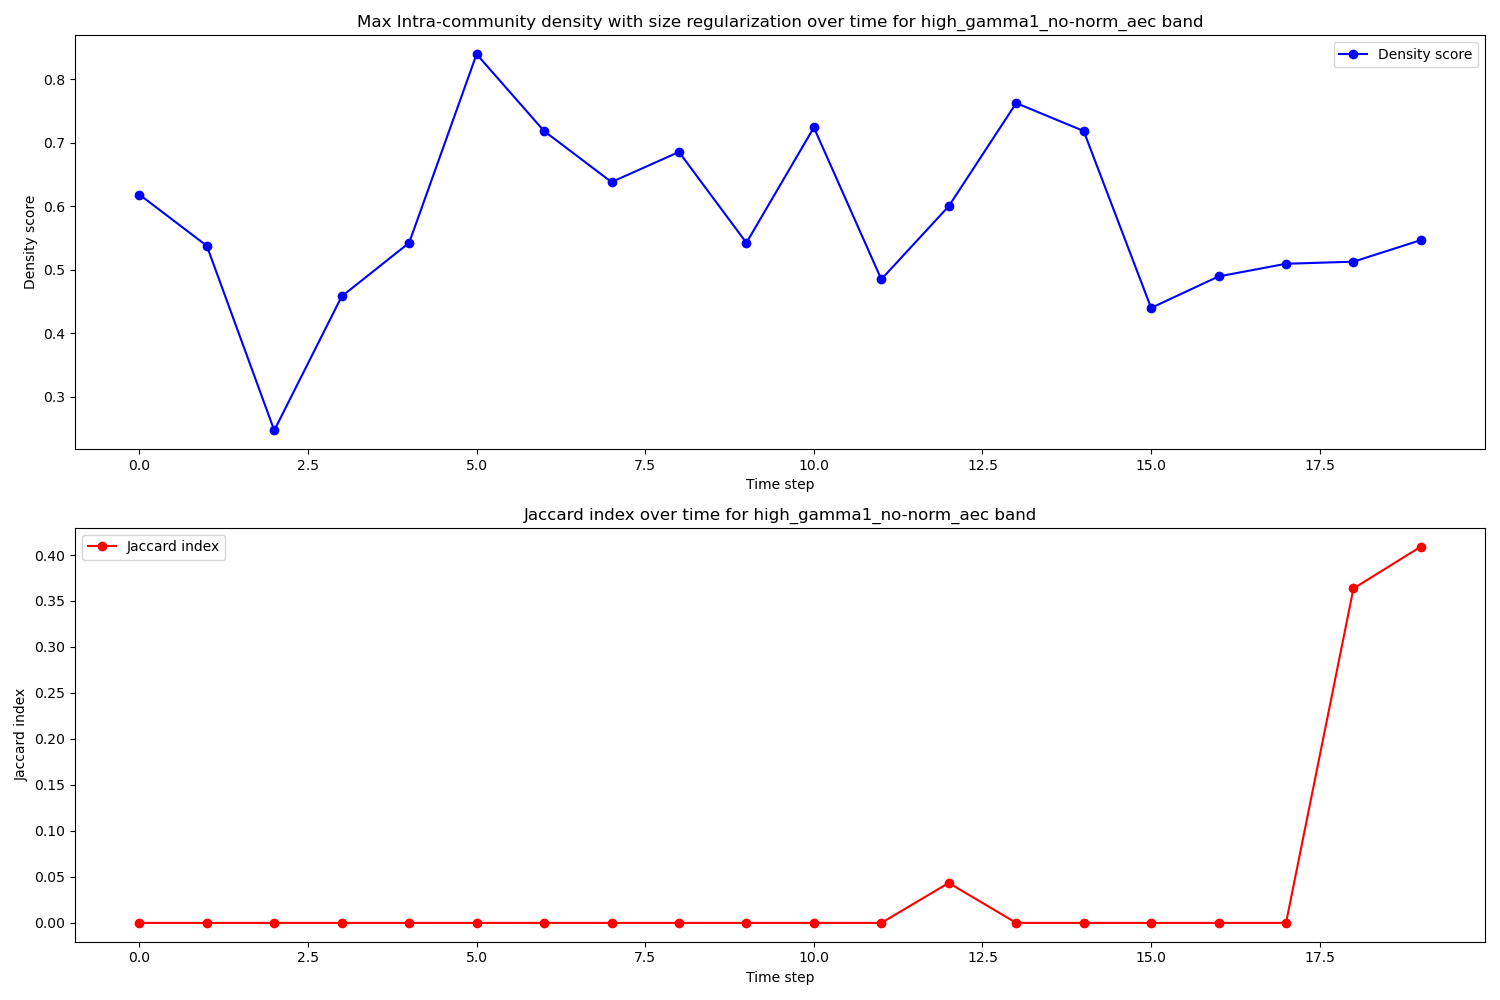 Max Intra-community density with size regularization over time for high_gamma1_no-norm_aec band
Density score
Density score
0.8
0.7
0.6
0.5
0.4
0.3
0.0 2.5 5.0 7.5 10.0 12.5 15.0 17.5
Time step
Jaccard index over time for high_gamma1_no-norm_aec band
Jaccard index
Jaccard index
0.40
0.35
0.30
0.25
0.20
0.15
0.10
0.05
0.00
0.0 2.5 5.0 7.5 10.0 12.5 15.0 17.5
Time step